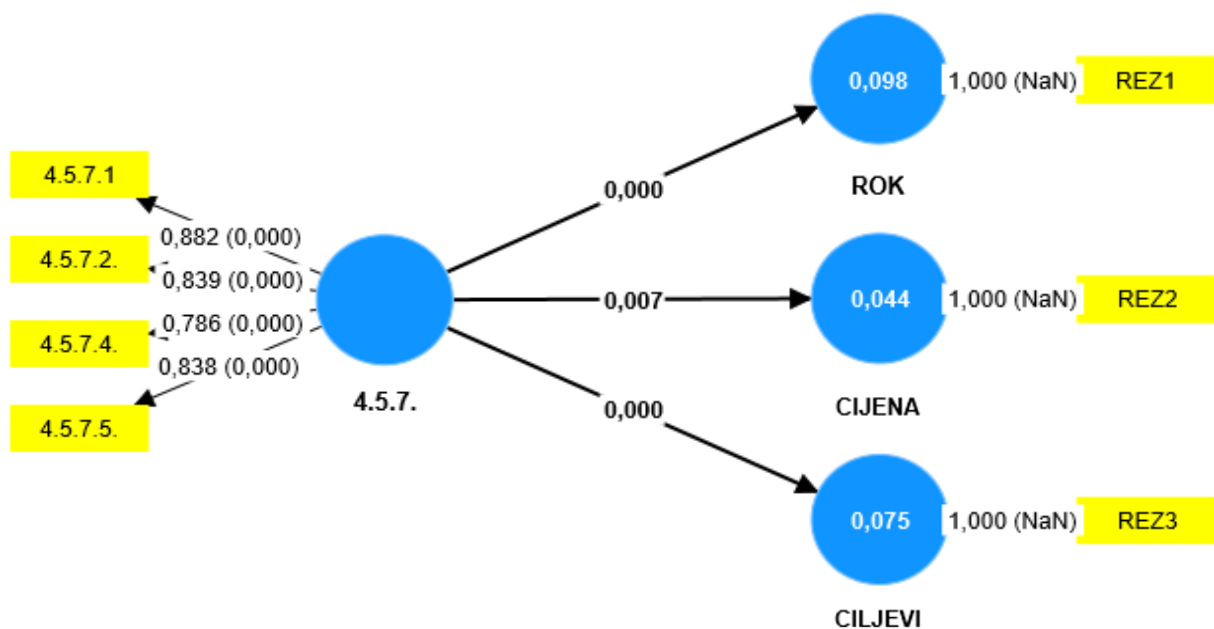 0,098
1,000 (NaN)
REZ1
4.5.7.1
0,000
ROK
0,882 (0,000)
4.5.7.2.
0,839 (0,000)
0,007
0,044
1,000 (NaN)
REZ2
4.5.7.4.
0,786 (0,000)
0,838 (0,000)
4.5.7.
0,000
CIJENA
4.5.7.5.
0,075
1,000 (NaN)
REZ3
CILJEVI